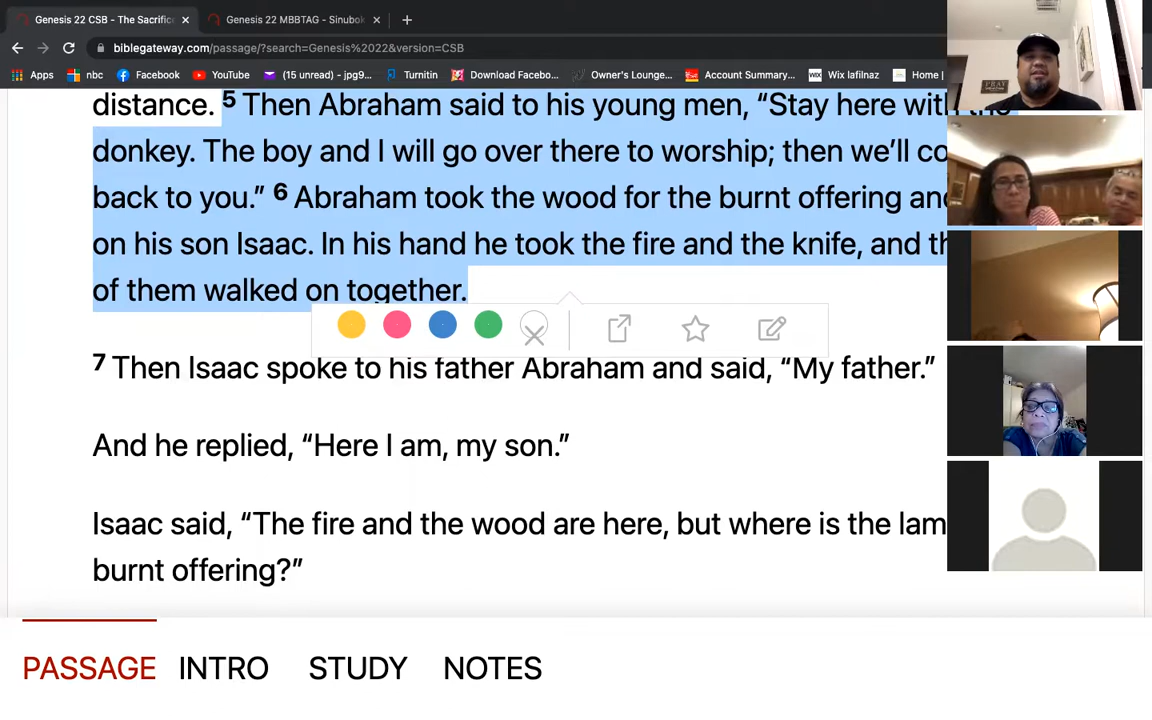 Genesis 22 CSB - The Sacrific
Genesis 22 MBBTAG - Sinubok
biblegateway.com/passage/?search=Genesis%2022&version=CSB
Apps nbc Facebook YouTube (15 unread) - jpg9... Turnitin Download Facebo... Owner's Lounge... Account Summary... Wix lafilnaz Home |
distance. 5 Then Abraham said to his young men, “Stay here with the
donkey. The boy and I will go over there to worship; then we’ll co
back to you.” 6 Abraham took the wood for the burnt offering an
on his son Isaac. In his hand he took the fire and the knife, and th
of them walked on together.
7 Then Isaac spoke to his father Abraham and said, “My father.”
And he replied, “Here I am, my son.”
Isaac said, “The fire and the wood are here, but where is the lam
burnt offering?”
PASSAGE INTRO STUDY NOTES
PRAY